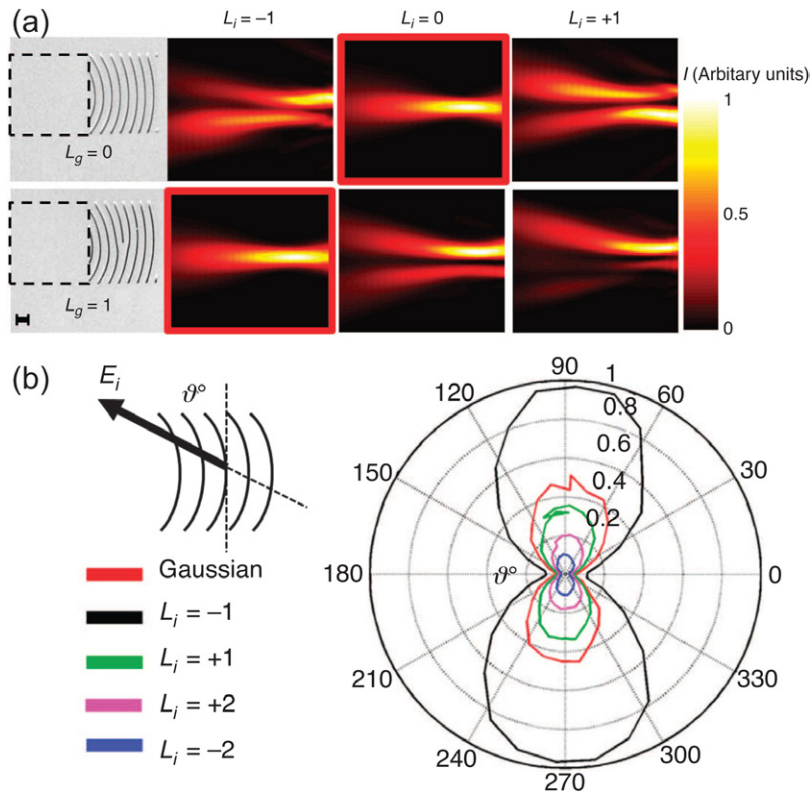 (a)
Lᵢ = –1
Lᵢ = 0
Lᵢ = +1
L_g = 0
I (Arbitary units)
1
0.5
0
L_g = 1
(b)
Eᵢ
ϑ°
Gaussian
Lᵢ = –1
Lᵢ = +1
Lᵢ = +2
Lᵢ = –2
90
1
120
60
0.8
0.6
150
30
0.4
0.2
180
ϑ°
0
210
330
240
300
270